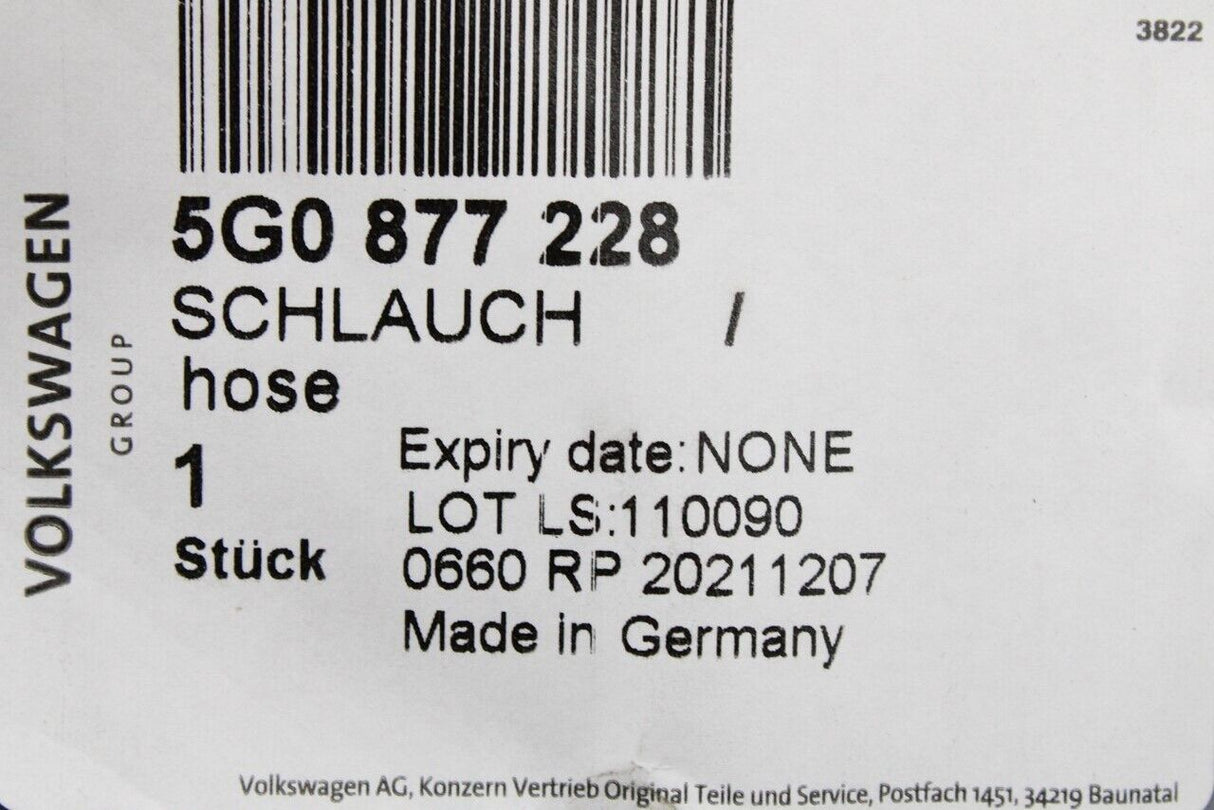 3822
5G0 877 228
SCHLAUCH /
hose
1
Stück
Expiry date:NONE
LOT LS:110090
0660 RP 20211207
Made in Germany
VOLKSWAGEN
GROUP
Volkswagen AG, Konzern Vertrieb Original Teile und Service, Postfach 1451, 34219 Baunatal